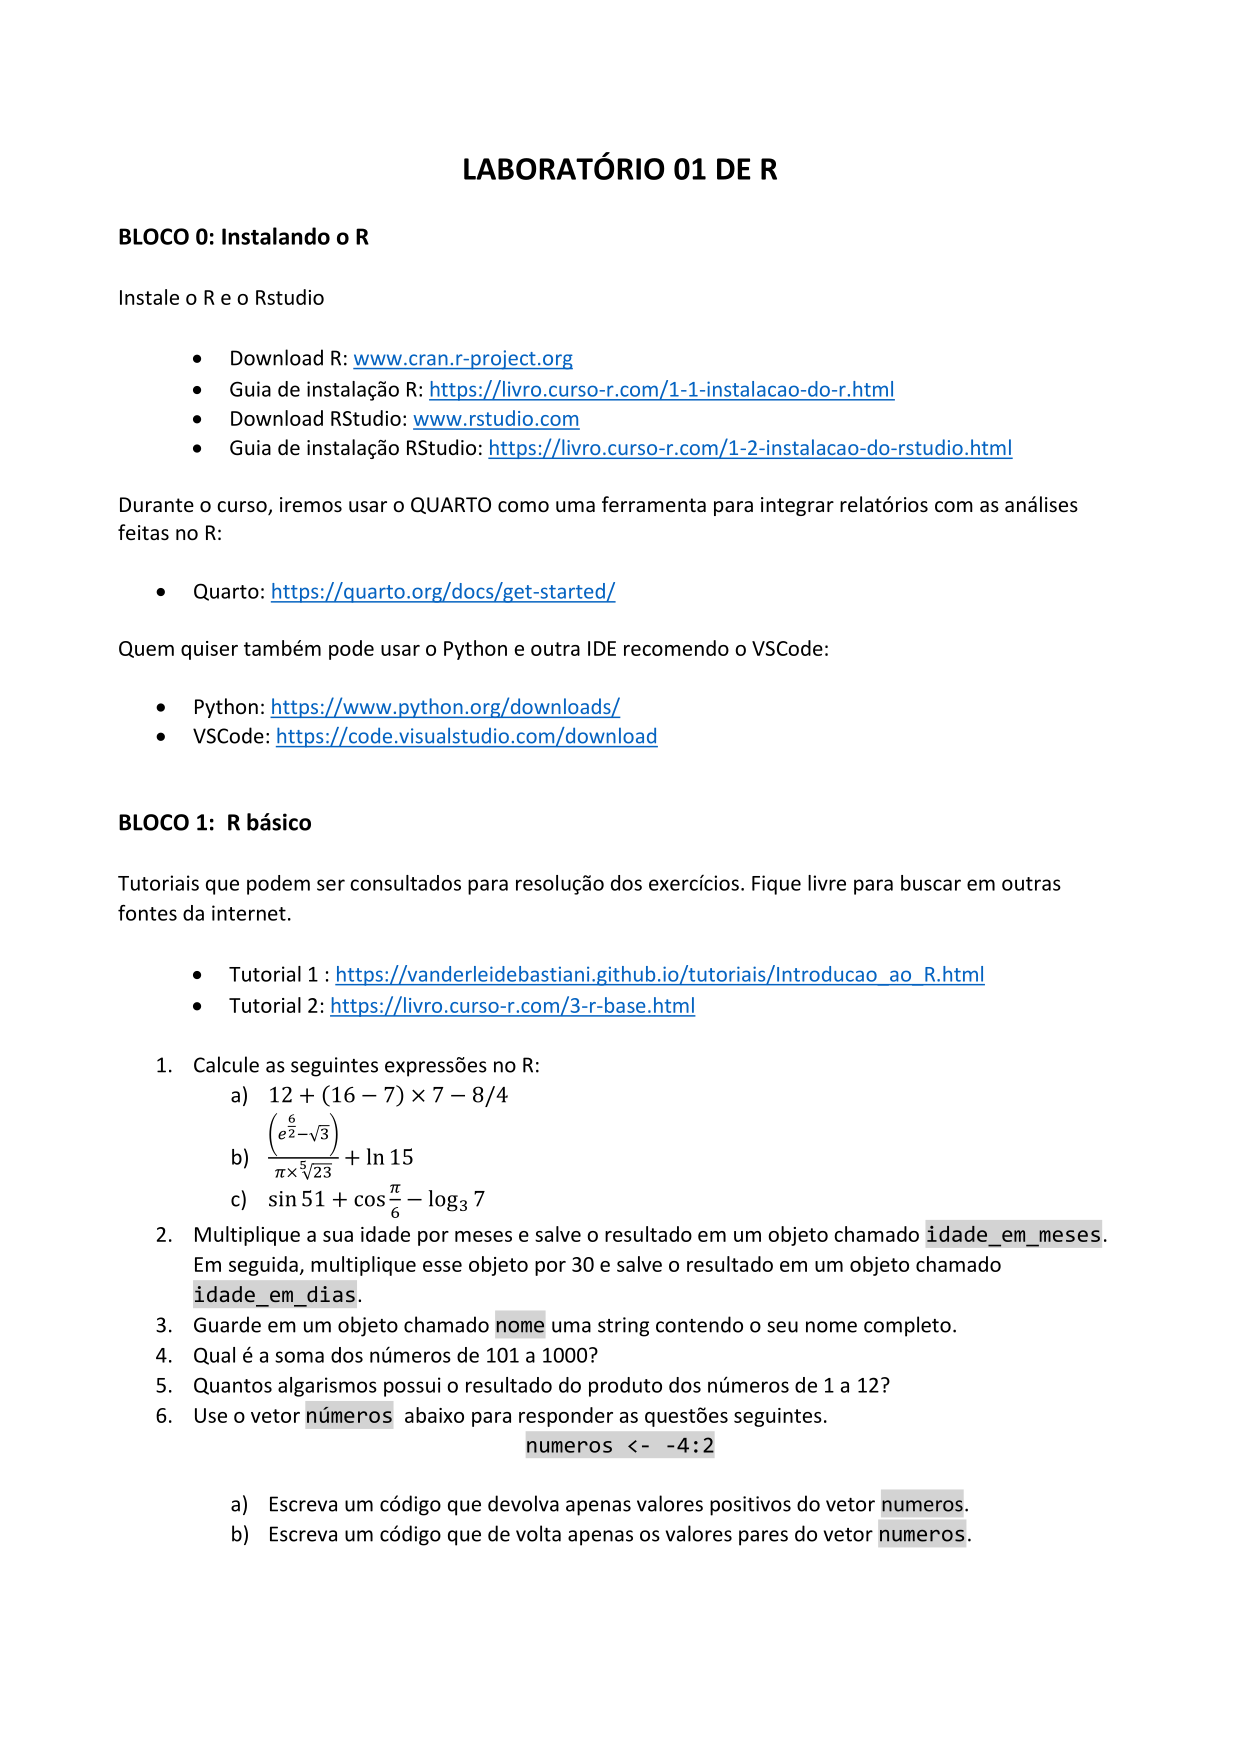 LABORATÓRIO 01 DE R
BLOCO 0: Instalando o R
Instale o R e o Rstudio
• Download R: www.cran.r-project.org
• Guia de instalação R: https://livro.curso-r.com/1-1-instalacao-do-r.html
• Download RStudio: www.rstudio.com
• Guia de instalação RStudio: https://livro.curso-r.com/1-2-instalacao-do-rstudio.html
Durante o curso, iremos usar o QUARTO como uma ferramenta para integrar relatórios com as análises
feitas no R:
• Quarto: https://quarto.org/docs/get-started/
Quem quiser também pode usar o Python e outra IDE recomendo o VSCode:
• Python: https://www.python.org/downloads/
• VSCode: https://code.visualstudio.com/download
BLOCO 1: R básico
Tutoriais que podem ser consultados para resolução dos exercícios. Fique livre para buscar em outras
fontes da internet.
• Tutorial 1 : https://vanderleidebastiani.github.io/tutoriais/Introducao_ao_R.html
• Tutorial 2: https://livro.curso-r.com/3-r-base.html
1. Calcule as seguintes expressões no R:
a) 12 + (16 − 7) × 7 − 8/4
b) $\frac{\left(e^{\frac{6}{2}}-\sqrt{3}\right)}{\pi\times\sqrt[5]{23}} + \ln 15$
c) $\sin 51 + \cos\frac{\pi}{6} - \log_3 7$
2. Multiplique a sua idade por meses e salve o resultado em um objeto chamado idade_em_meses.
Em seguida, multiplique esse objeto por 30 e salve o resultado em um objeto chamado
idade_em_dias.
3. Guarde em um objeto chamado nome uma string contendo o seu nome completo.
4. Qual é a soma dos números de 101 a 1000?
5. Quantos algarismos possui o resultado do produto dos números de 1 a 12?
6. Use o vetor números abaixo para responder as questões seguintes.
numeros <- -4:2
a) Escreva um código que devolva apenas valores positivos do vetor numeros.
b) Escreva um código que de volta apenas os valores pares do vetor numeros.